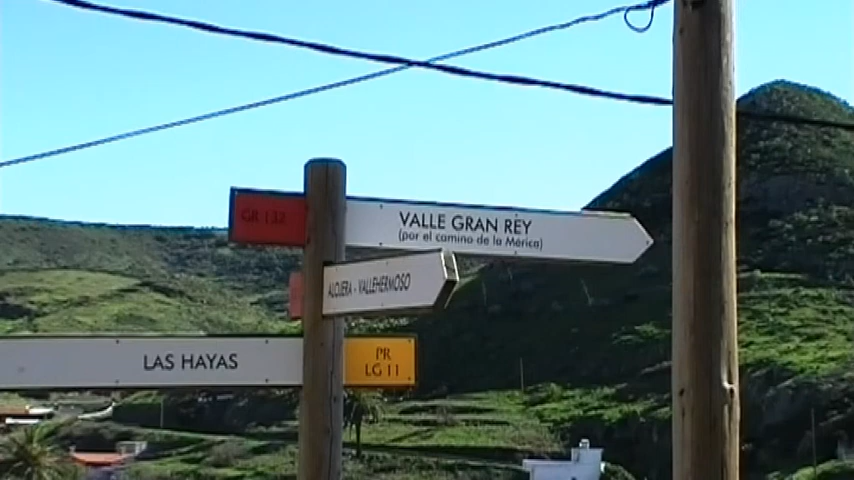 GR 132
VALLE GRAN REY
(por el camino de la Mérica)
ALOJERA - VALLEHERMOSO
LAS HAYAS
PR
LG 11